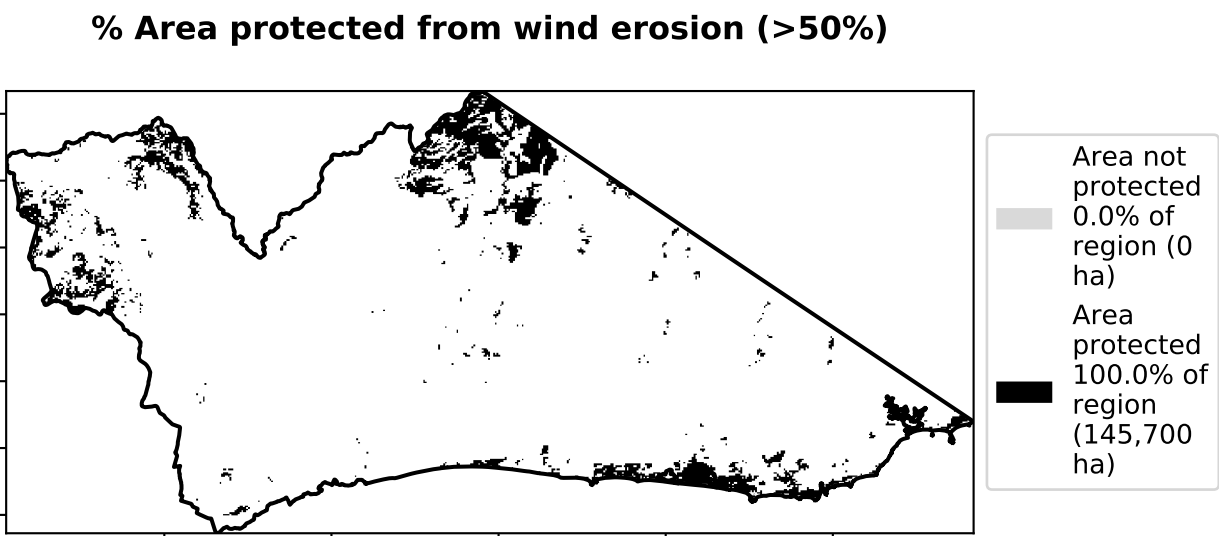 % Area protected from wind erosion (>50%)
Area not
protected
0.0% of
region (0
ha)
Area
protected
100.0% of
region
(145,700
ha)